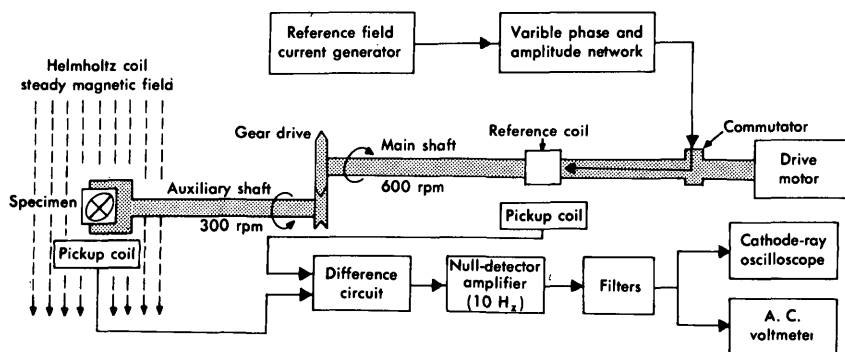 Reference field
current generator
Varible phase and
amplitude network
Helmholtz coil
steady magnetic field
Gear drive
Main shaft
600 rpm
Reference coil
Commutator
Drive
motor
Specimen
Auxiliary shaft
300 rpm
Pickup coil
Pickup coil
Difference
circuit
Null-detector
amplifier
(10 Hz)
Filters
Cathode-ray
oscilloscope
A. C.
voltmeter